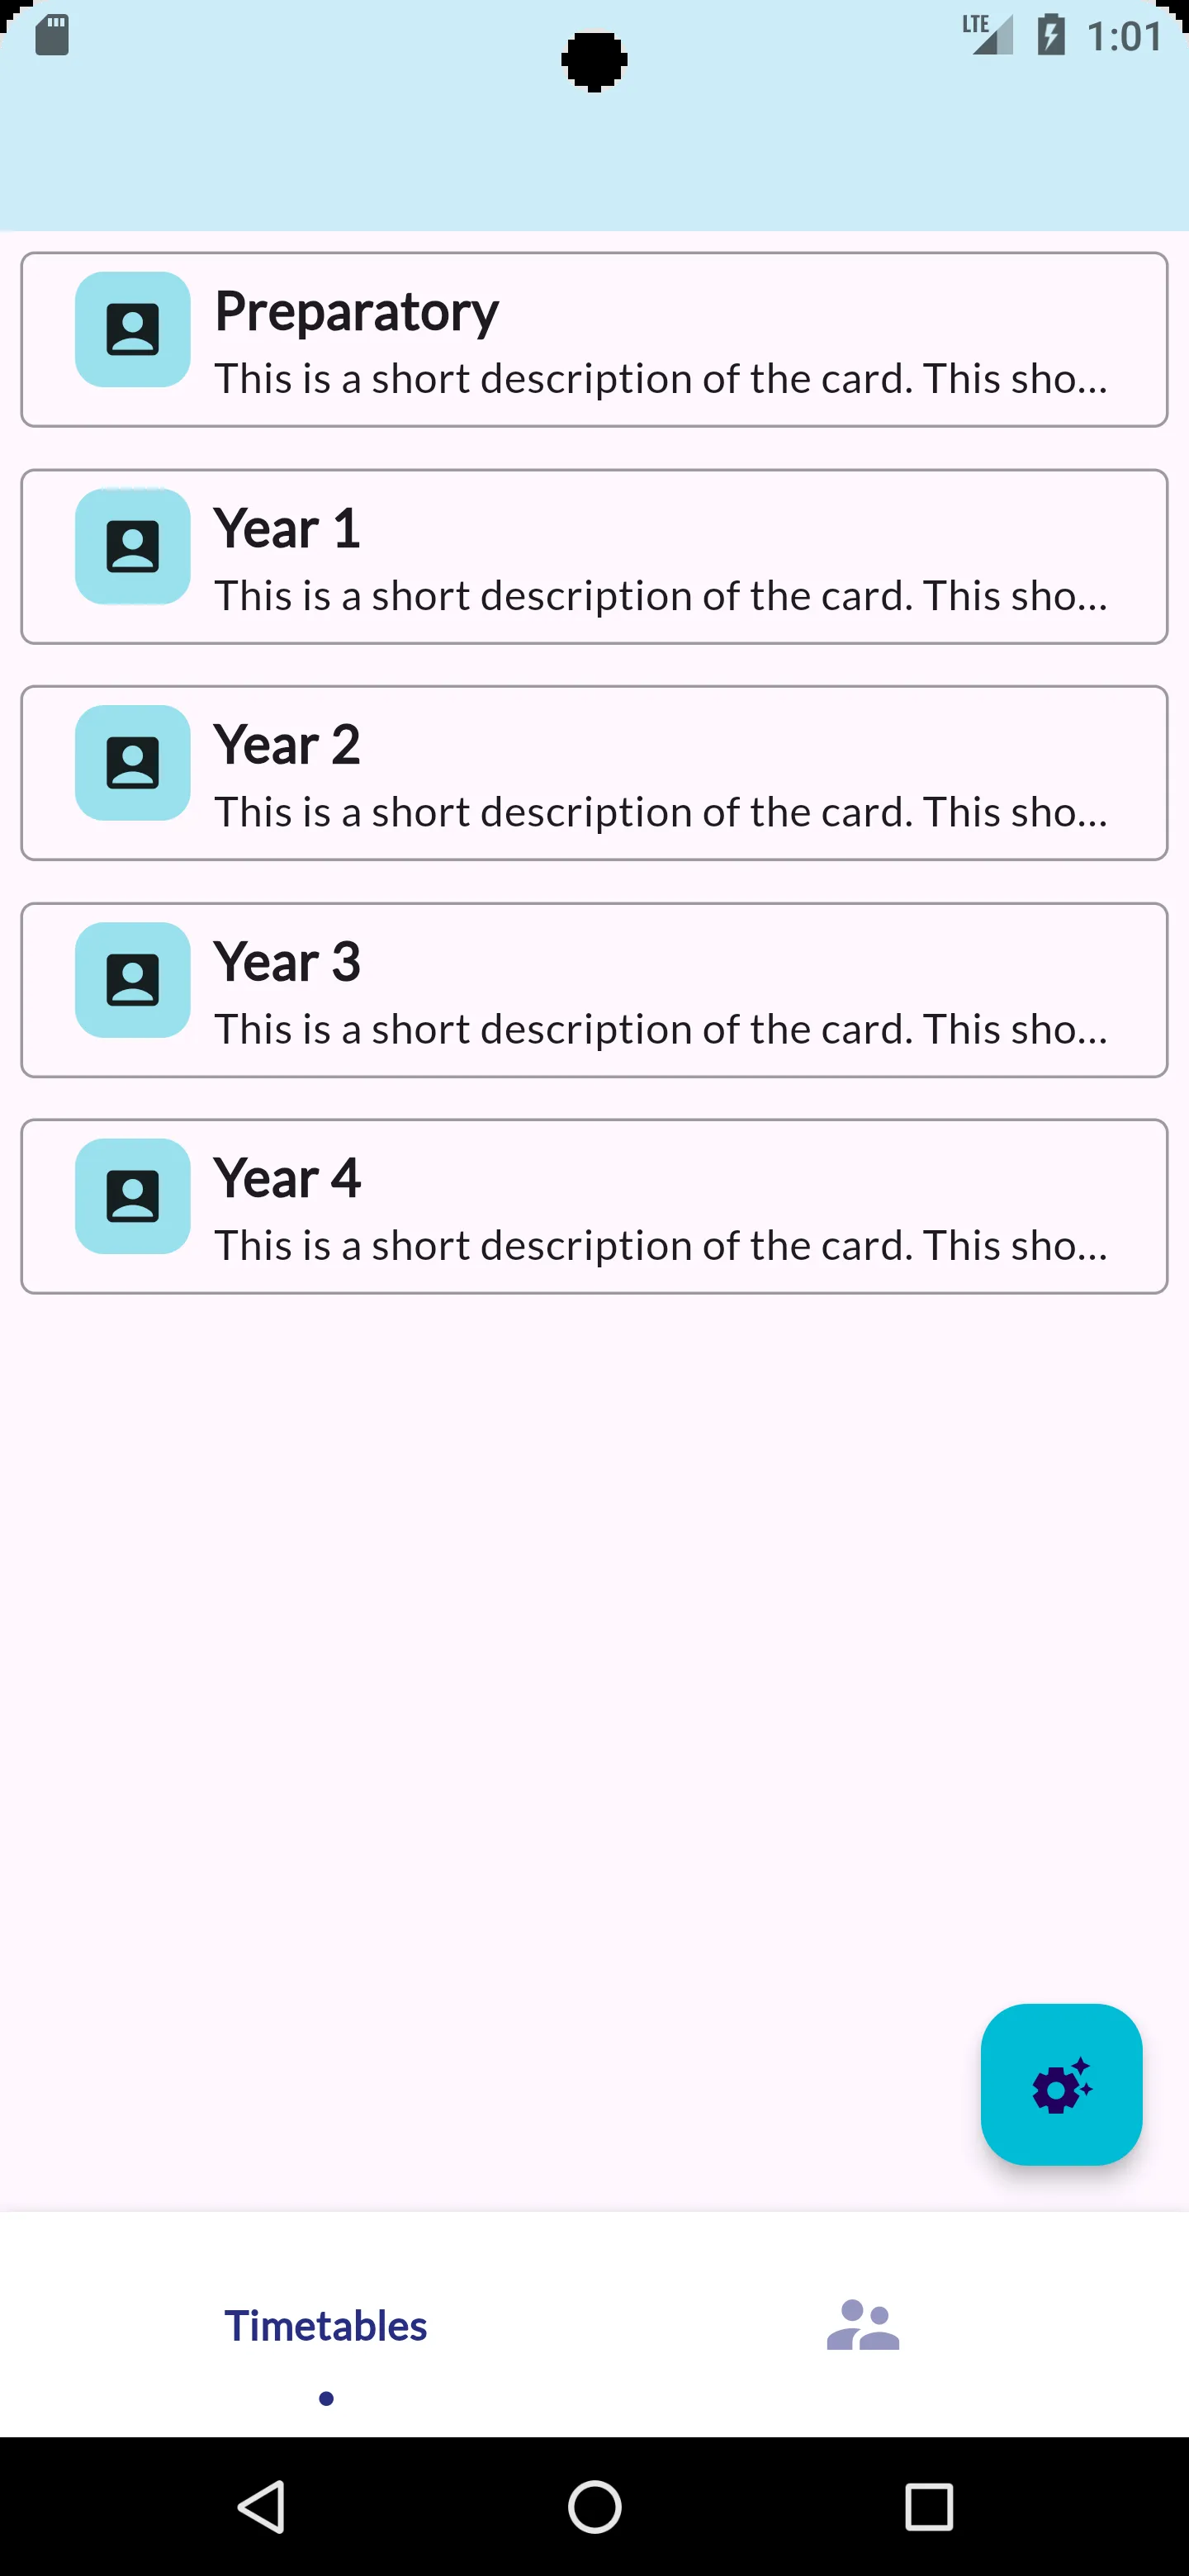 LTE 1:01
Preparatory
This is a short description of the card. This sho...
Year 1
This is a short description of the card. This sho...
Year 2
This is a short description of the card. This sho...
Year 3
This is a short description of the card. This sho...
Year 4
This is a short description of the card. This sho...
Timetables